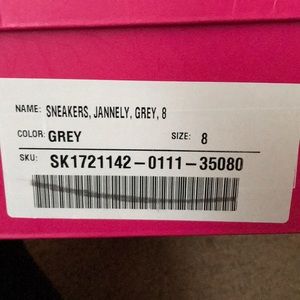 NAME: SNEAKERS, JANNELY, GREY, 8
COLOR: GREY SIZE: 8
SKU: SK1721142-0111-35080